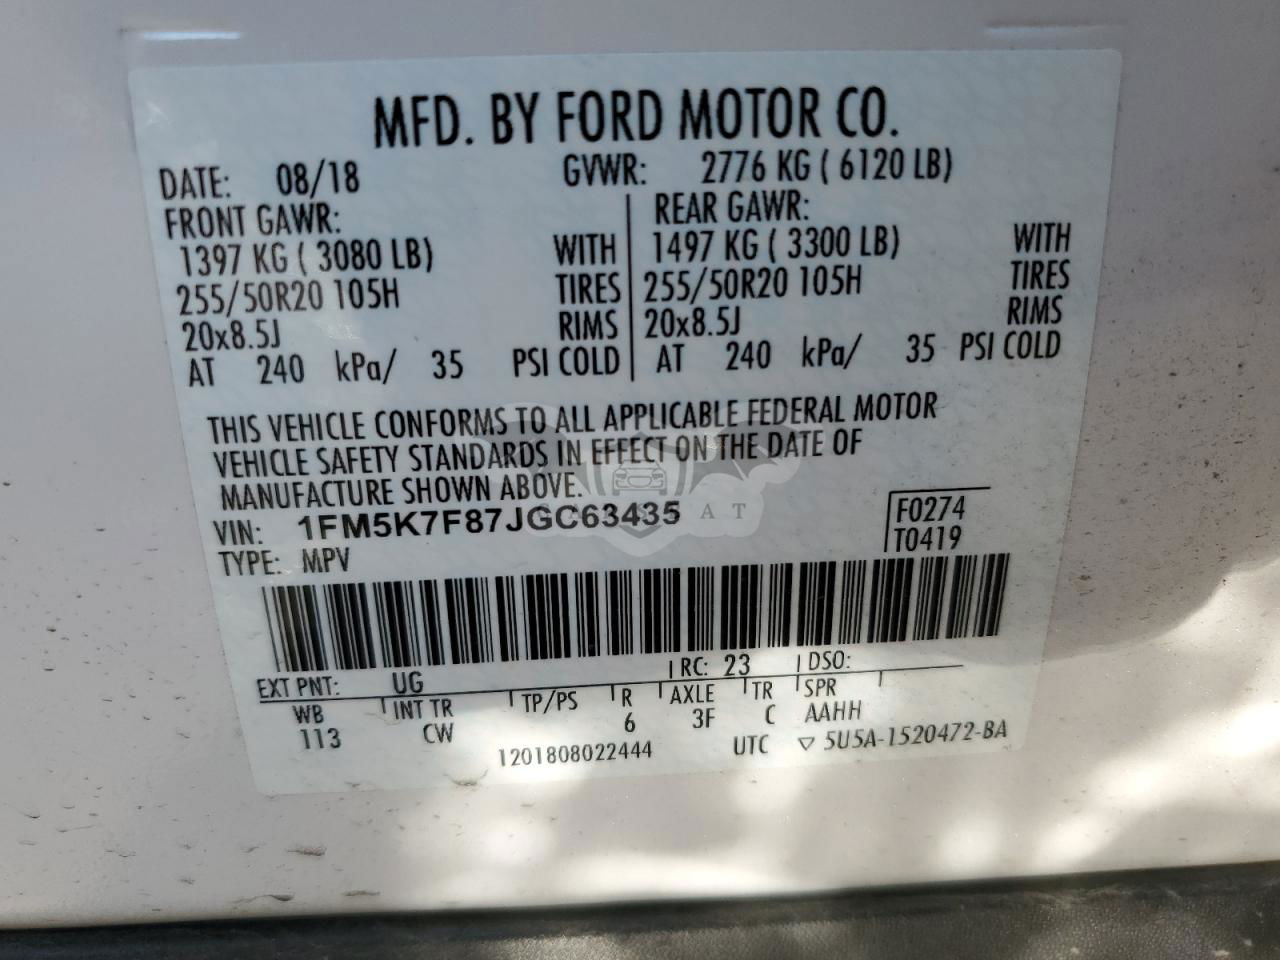 MFD. BY FORD MOTOR CO.
DATE: 08/18 GVWR: 2776 KG ( 6120 LB)
FRONT GAWR: REAR GAWR:
1397 KG ( 3080 LB) WITH 1497 KG ( 3300 LB) WITH
255/50R20 105H TIRES 255/50R20 105H TIRES
20x8.5J RIMS 20x8.5J RIMS
AT 240 kPa/ 35 PSI COLD AT 240 kPa/ 35 PSI COLD
THIS VEHICLE CONFORMS TO ALL APPLICABLE FEDERAL MOTOR
VEHICLE SAFETY STANDARDS IN EFFECT ON THE DATE OF
MANUFACTURE SHOWN ABOVE.
VIN: 1FM5K7F87JGC63435 F0274
TYPE: MPV T0419
EXT PNT: UG RC: 23 DSO:
WB INT TR TP/PS R AXLE TR SPR
113 CW 6 3F C AAHH
1201808022444 UTC ▽ 5U5A-1520472-BA